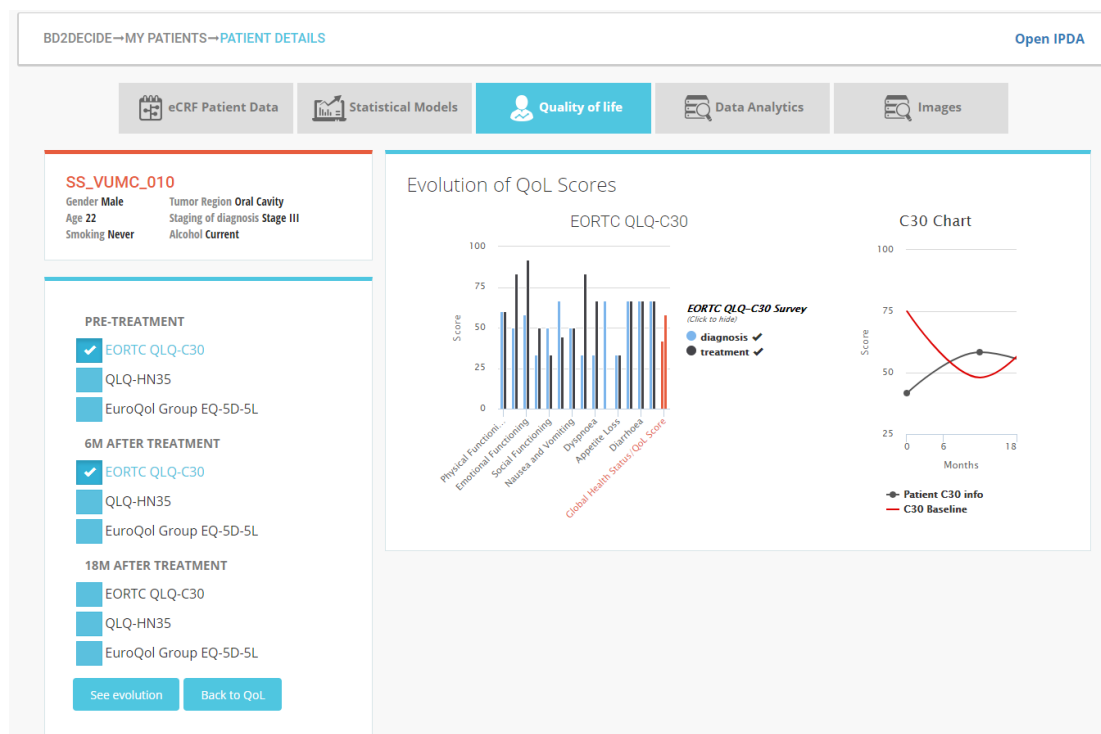 BD2DECIDE→MY PATIENTS→PATIENT DETAILS
Open IPDA
eCRF Patient Data
Statistical Models
Quality of life
Data Analytics
Images
SS_VUMC_010
Gender Male Tumor Region Oral Cavity
Age 22 Staging of diagnosis Stage III
Smoking Never Alcohol Current
PRE-TREATMENT
EORTC QLQ-C30
QLQ-HN35
EuroQol Group EQ-5D-5L
6M AFTER TREATMENT
EORTC QLQ-C30
QLQ-HN35
EuroQol Group EQ-5D-5L
18M AFTER TREATMENT
EORTC QLQ-C30
QLQ-HN35
EuroQol Group EQ-5D-5L
See evolution
Back to QoL
Evolution of QoL Scores
EORTC QLQ-C30
Score
100
75
50
25
0
Physical Functioni...
Emotional Functioning
Social Functioning
Nausea and Vomiting
Dyspnoea
Appetite Loss
Diarrhoea
Global Health Status/QoL Score
EORTC QLQ-C30 Survey
(Click to hide)
diagnosis ✔
treatment ✔
C30 Chart
Score
100
75
50
25
0 6 18
Months
Patient C30 info
C30 Baseline